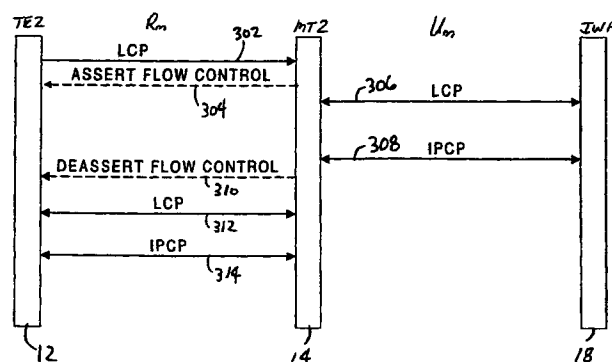 TE2 Rm MT2 Um IWF
LCP 302
ASSERT FLOW CONTROL
304
306 LCP
308 IPCP
DEASSERT FLOW CONTROL
310
LCP
312
IPCP
314
12 14 18